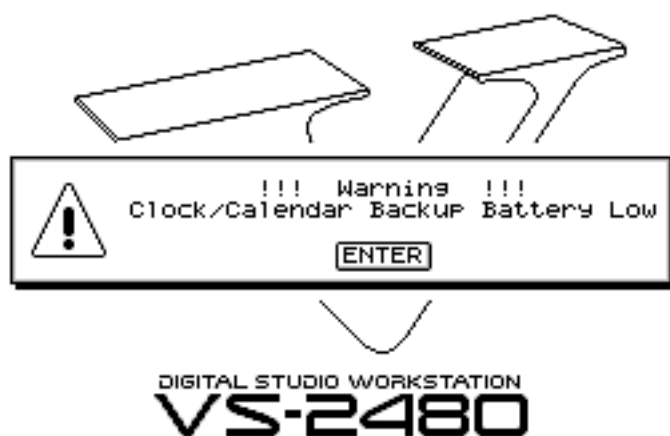 !!! Warning !!!
Clock/Calendar Backup Battery Low
ENTER
DIGITAL STUDIO WORKSTATION
VS-2480